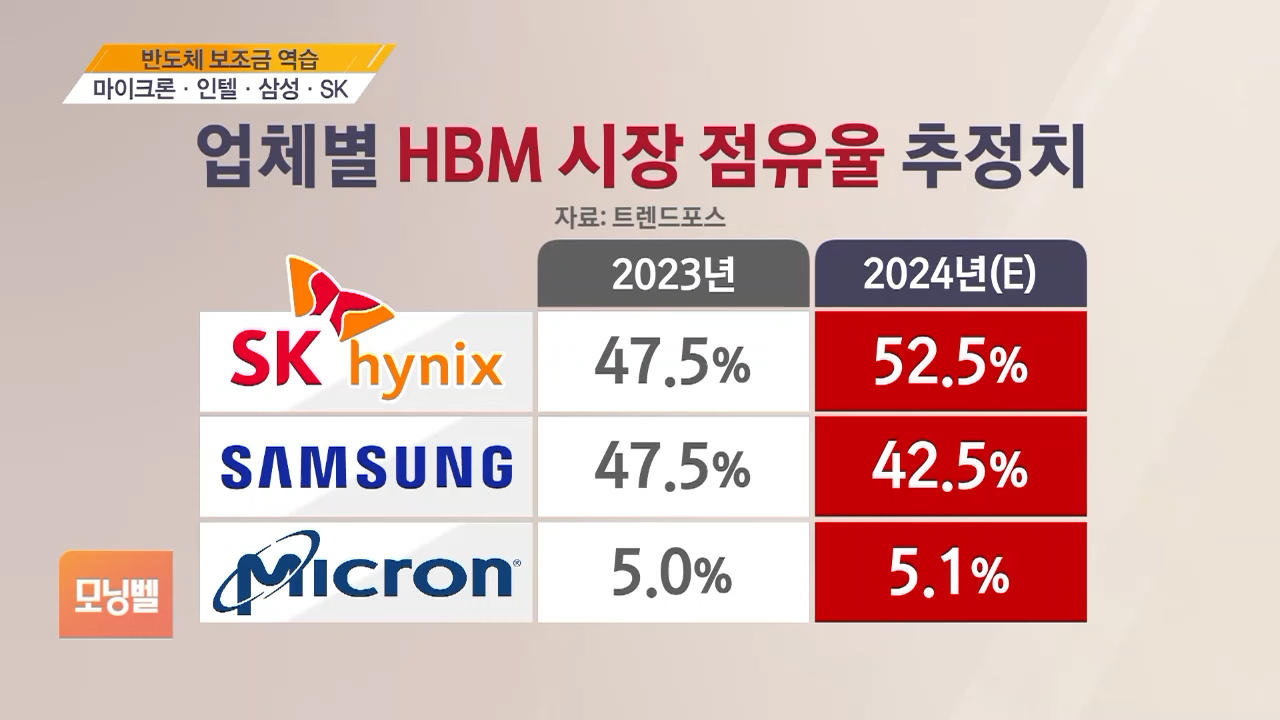 반도체 보조금 역습
마이크론 · 인텔 · 삼성 · SK
업체별 HBM 시장 점유율 추정치
자료: 트렌드포스
2023년 2024년(E)
SK hynix 47.5% 52.5%
SAMSUNG 47.5% 42.5%
Micron® 5.0% 5.1%
모닝벨